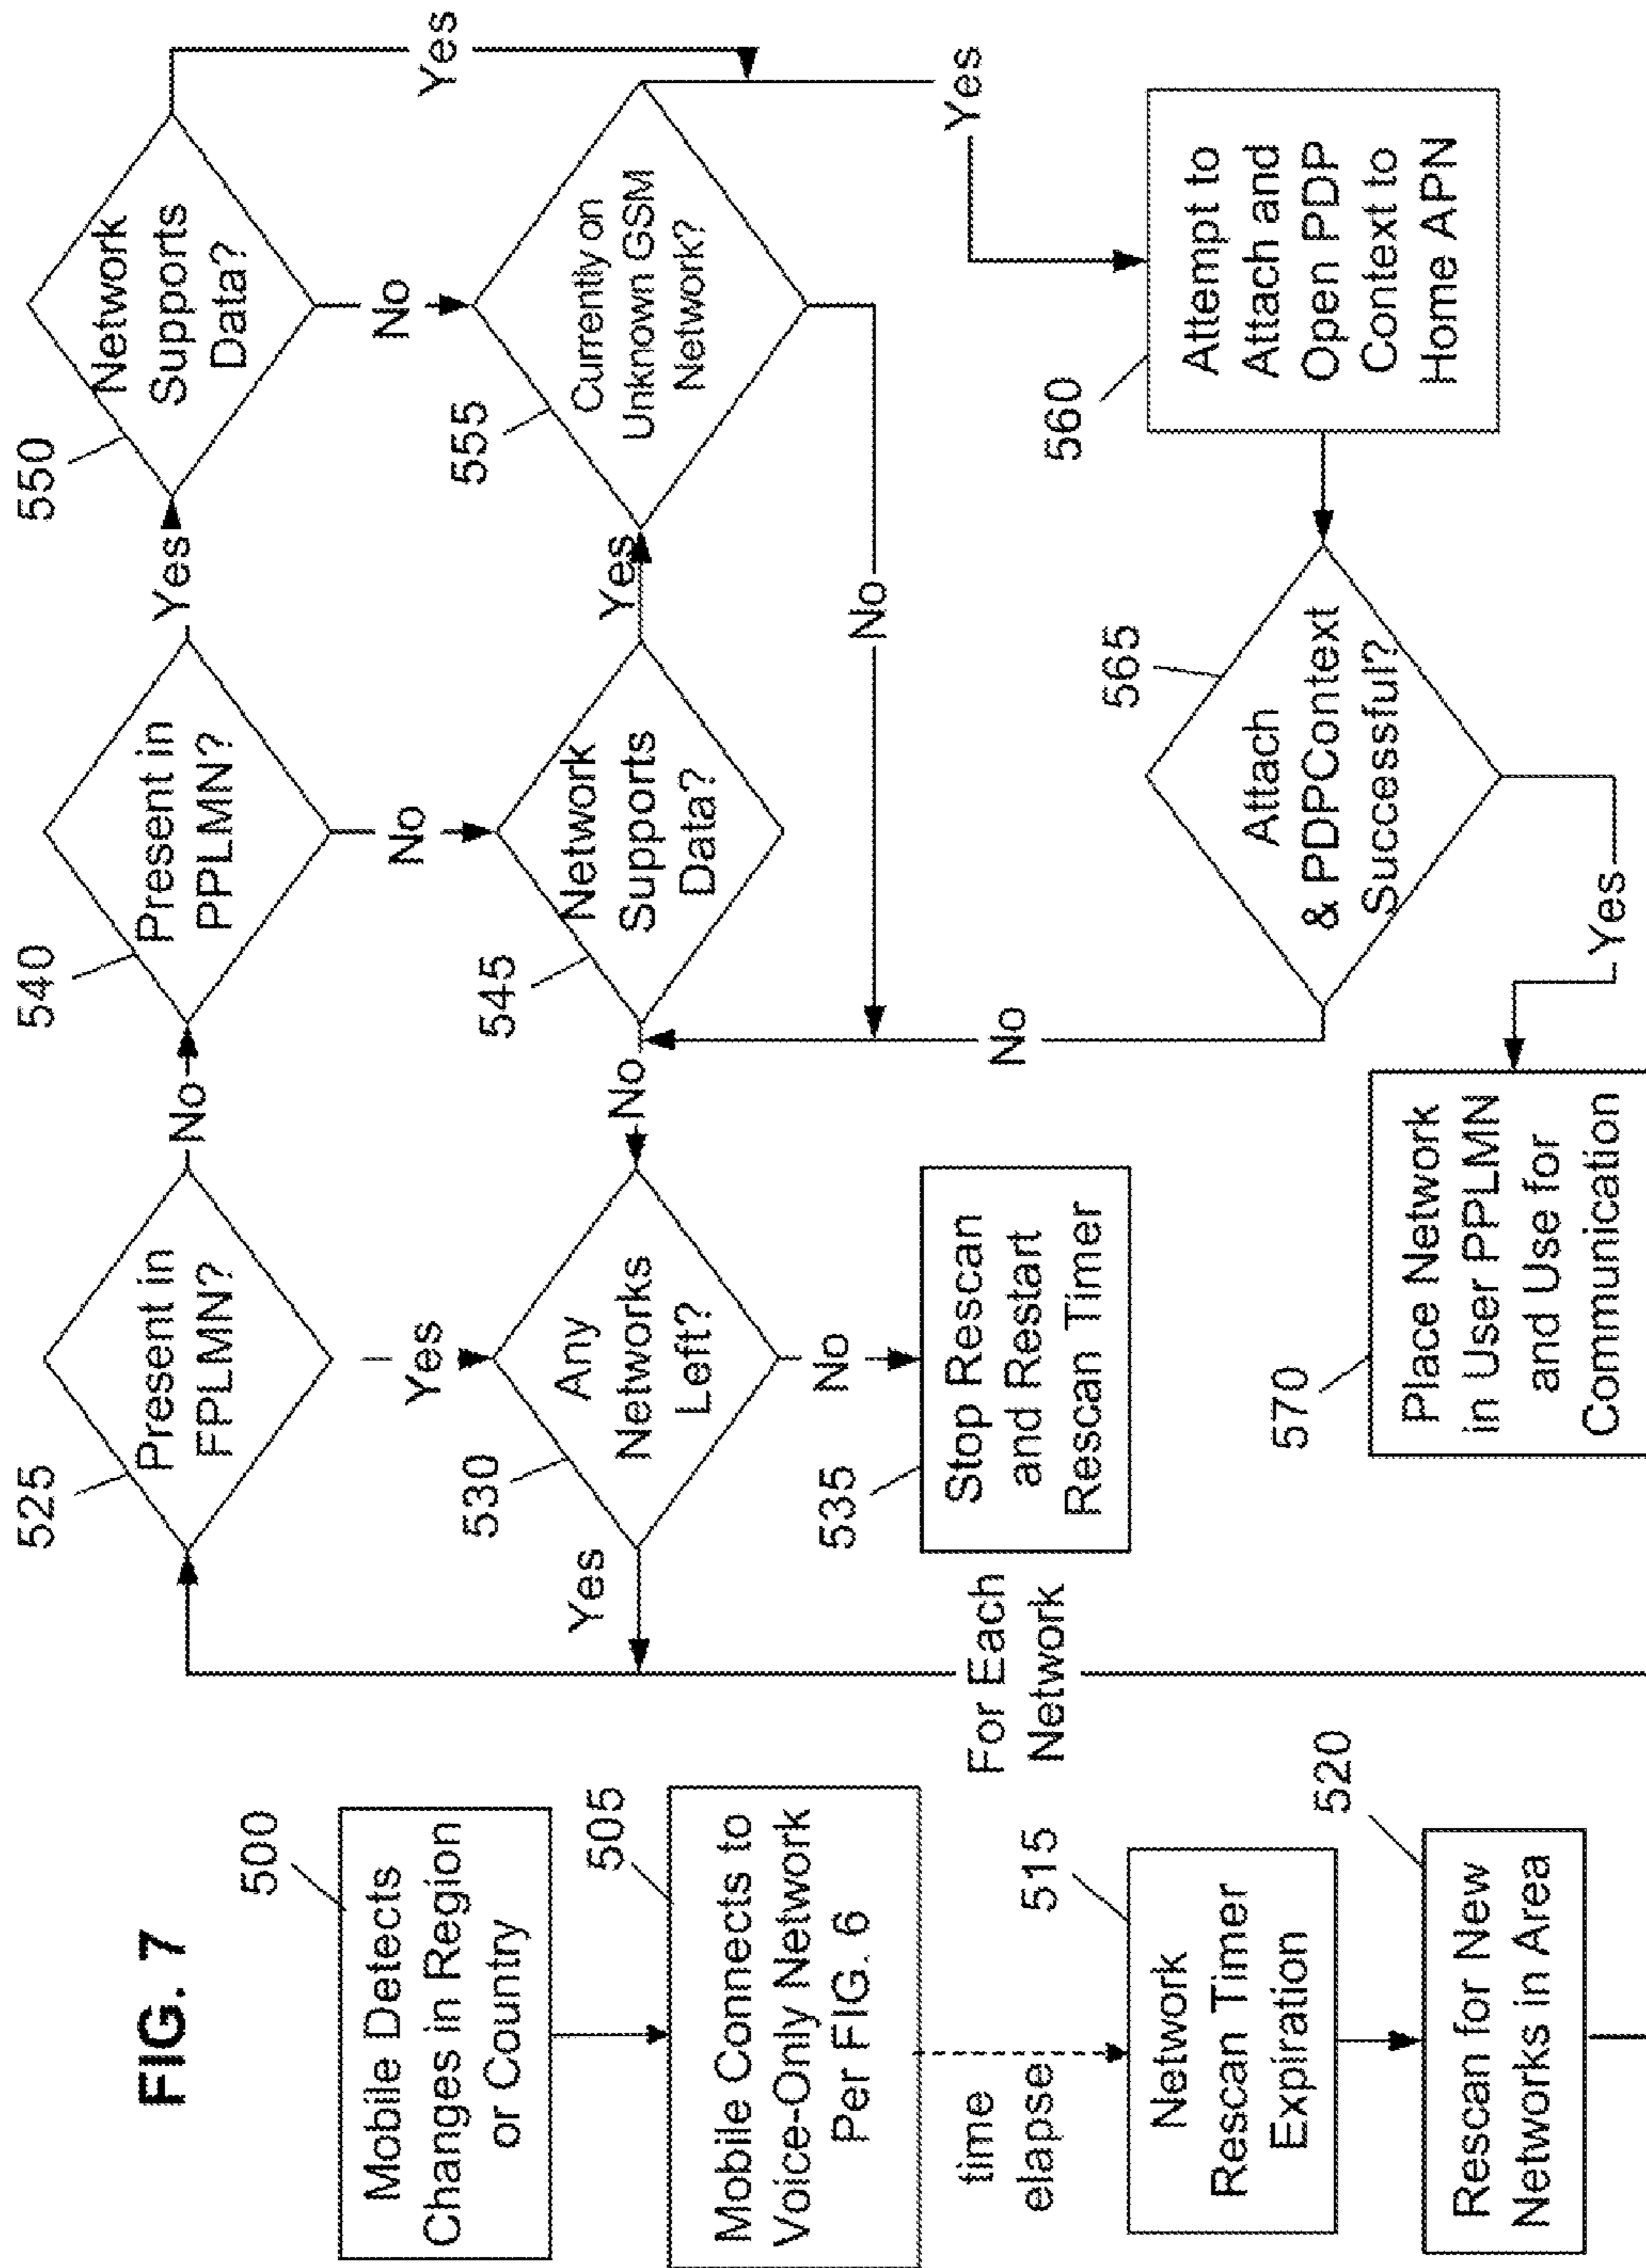 FIG. 7
500
Mobile Detects
Changes in Region
or Country
505
Mobile Connects to
Voice-Only Network
Per FIG. 6
time
elapse
515
Network
Rescan Timer
Expiration
520
Rescan for New
Networks in Area
For Each
Network
525
Present in
FPLMN?
No
Yes
530
Any
Networks
Left?
Yes
No
535
Stop Rescan
and Restart
Rescan Timer
540
Present in
PPLMN?
Yes
No
545
Network
Supports
Data?
No
Yes
550
Network
Supports
Data?
Yes
No
555
Currently on
Unknown GSM
Network?
No
Yes
560
Attempt to
Attach and
Open PDP
Context to
Home APN
565
Attach
& PDPContext
Successful?
No
Yes
570
Place Network
in User PPLMN
and Use for
Communication